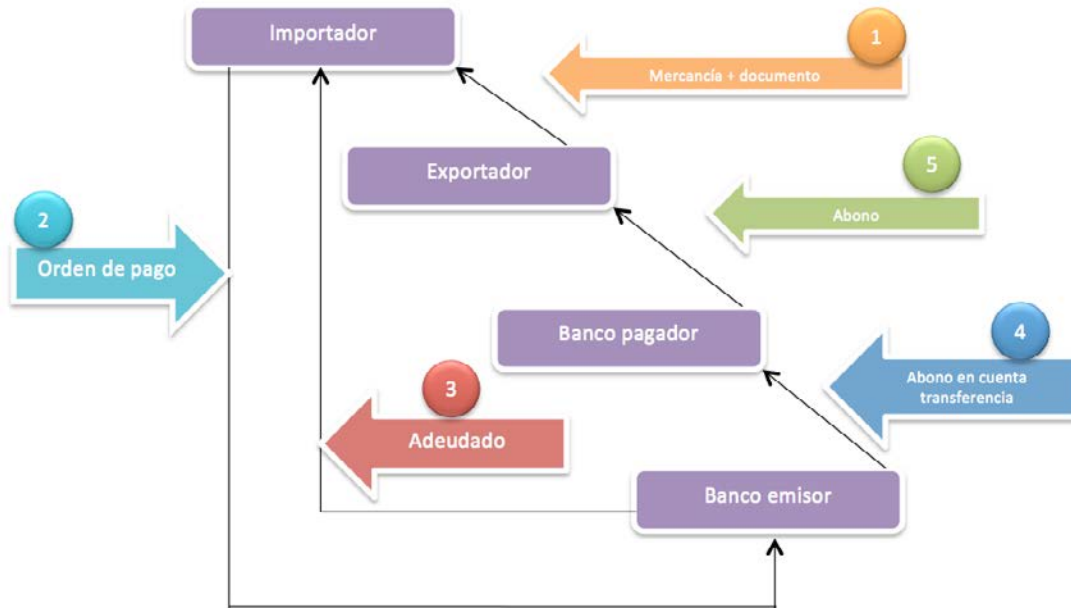 Importador
1
Mercancía + documento
Exportador
5
Abono
2
Orden de pago
Banco pagador
4
Abono en cuenta
transferencia
3
Adeudado
Banco emisor